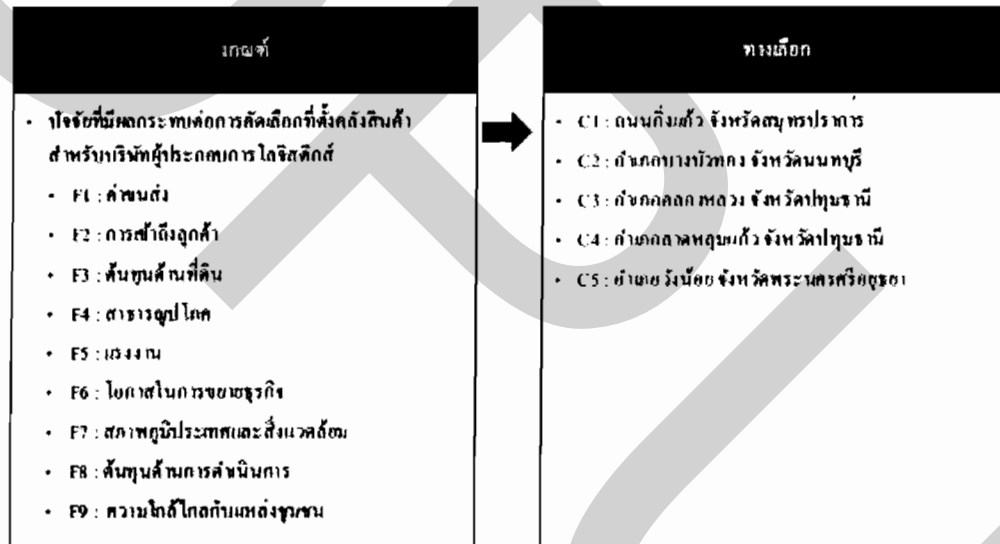 เกณฑ์
• ปัจจัยที่มีผลกระทบต่อการคัดเลือกที่ตั้งคลังสินค้า
สำหรับบริษัทผู้ประกอบการโลจิสติกส์
• F1 : ค่าขนส่ง
• F2 : การเข้าถึงลูกค้า
• F3 : ต้นทุนด้านที่ดิน
• F4 : สาธารณูปโภค
• F5 : แรงงาน
• F6 : โอกาสในการขยายธุรกิจ
• F7 : สภาพภูมิประเทศและสิ่งแวดล้อม
• F8 : ต้นทุนด้านการดำเนินการ
• F9 : ความใกล้ไกลกับแหล่งชุมชน
ทางเลือก
• C1 : ถนนกิ่งแก้ว จังหวัดสมุทรปราการ
• C2 : อำเภอบางบัวทอง จังหวัดนนทบุรี
• C3 : อำเภอคลองหลวง จังหวัดปทุมธานี
• C4 : อำเภอลาดหลุมแก้ว จังหวัดปทุมธานี
• C5 : อำเภอวังน้อย จังหวัดพระนครศรีอยุธยา